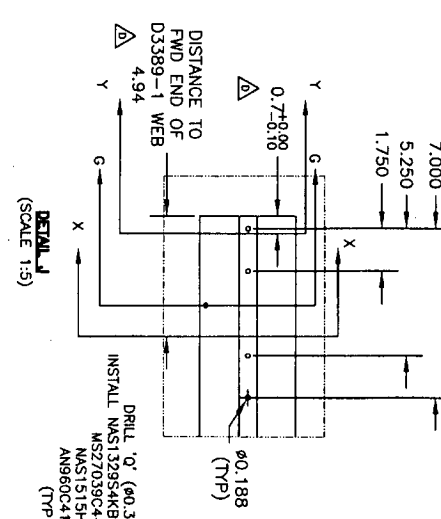 7.000
5.250
1.750
0.7+0.00
-0.10
D
DISTANCE TO
FWD END OF
D3389-1 WEB
4.94
D
Y
Y
G
G
X
X
DETAIL J
(SCALE 1:5)
ø0.188
(TYP)
DRILL 'Q' (ø0.3
INSTALL NAS1329S4KB
MS27039C4-
NAS1515H
AN960C41
(TYP